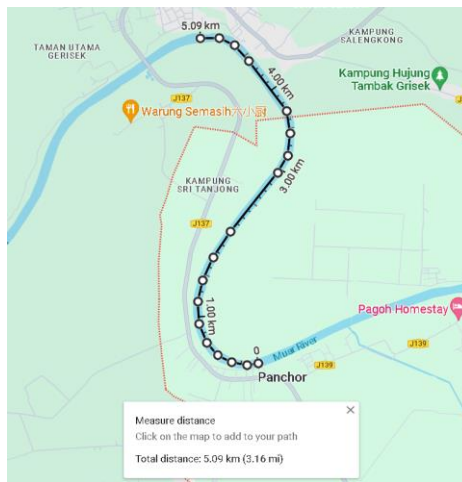 5.09 km
KAMPUNG
SALENGKONG
TAMAN UTAMA
GERISEK
4.00 km
Kampung Hujung
Tambak Grisek
J137
Warung Semasih六小厨
KAMPUNG
SRI TANJONG
3.00 km
J137
1.00 km
Pagoh Homestay
Muar River
0
J139
J139
Panchor
Measure distance
Click on the map to add to your path
Total distance: 5.09 km (3.16 mi)